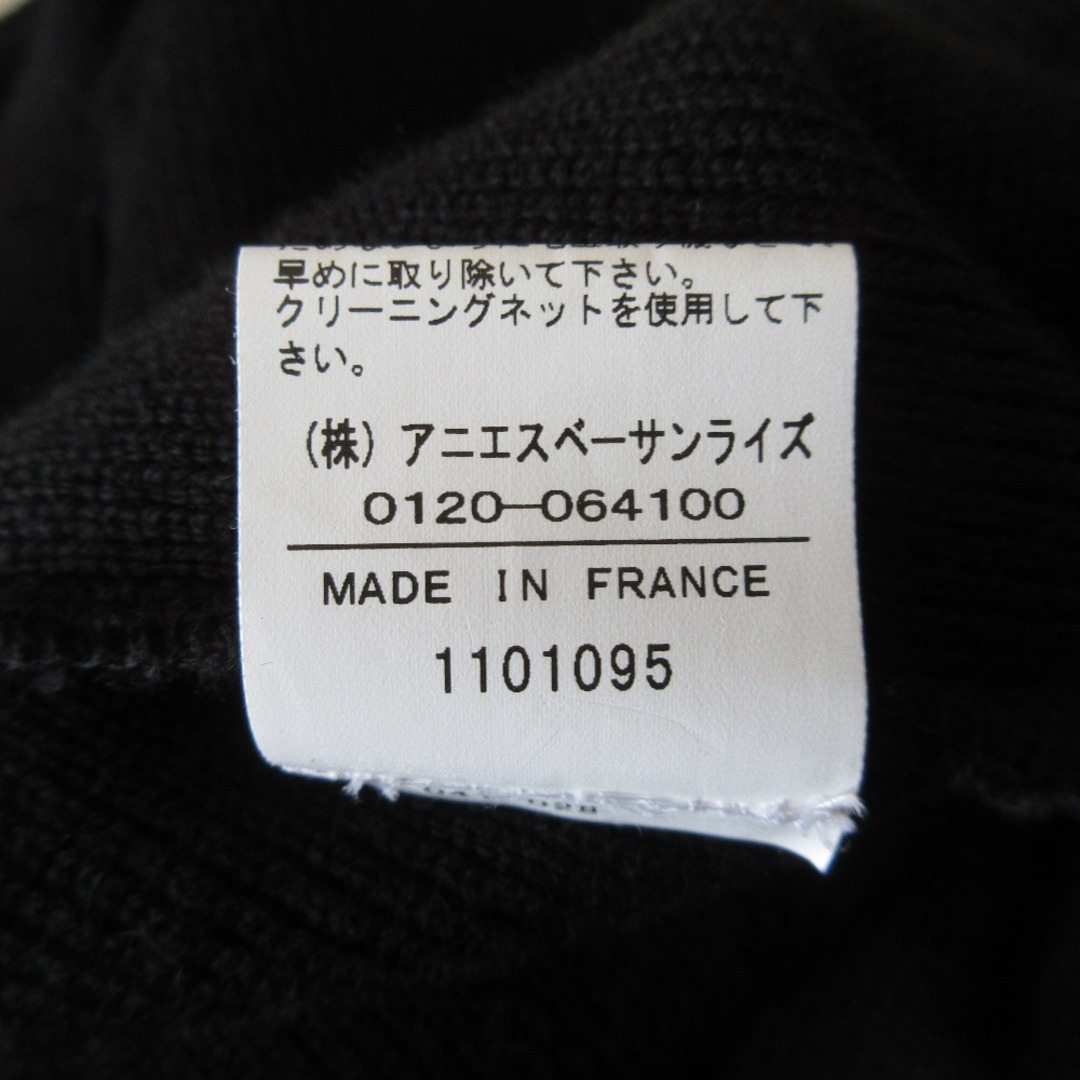 早めに取り除いて下さい。
クリーニングネットを使用して下
さい。
(株) アニエスベーサンライズ
0120-064100
MADE IN FRANCE
1101095